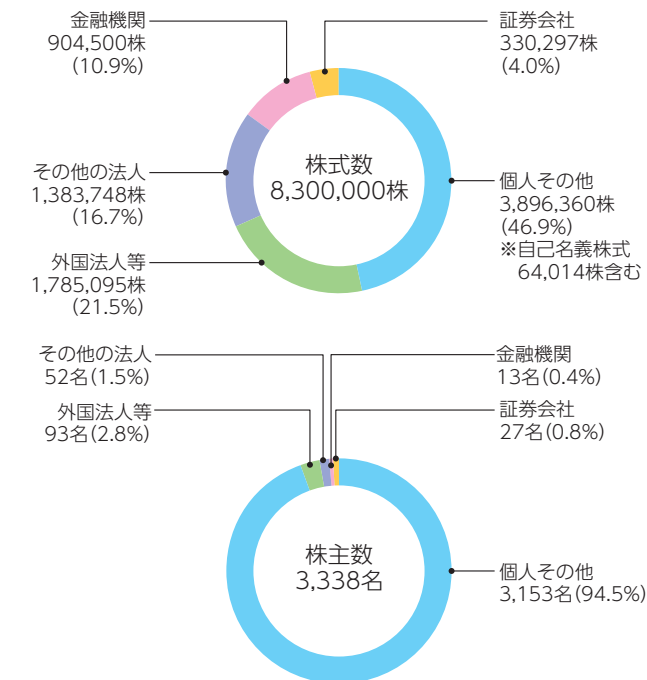 金融機関
904,500株
(10.9%)
証券会社
330,297株
(4.0%)
その他の法人
1,383,748株
(16.7%)
株式数
8,300,000株
個人その他
3,896,360株
(46.9%)
※自己名義株式
64,014株含む
外国法人等
1,785,095株
(21.5%)
その他の法人
52名(1.5%)
金融機関
13名(0.4%)
外国法人等
93名(2.8%)
証券会社
27名(0.8%)
株主数
3,338名
個人その他
3,153名(94.5%)